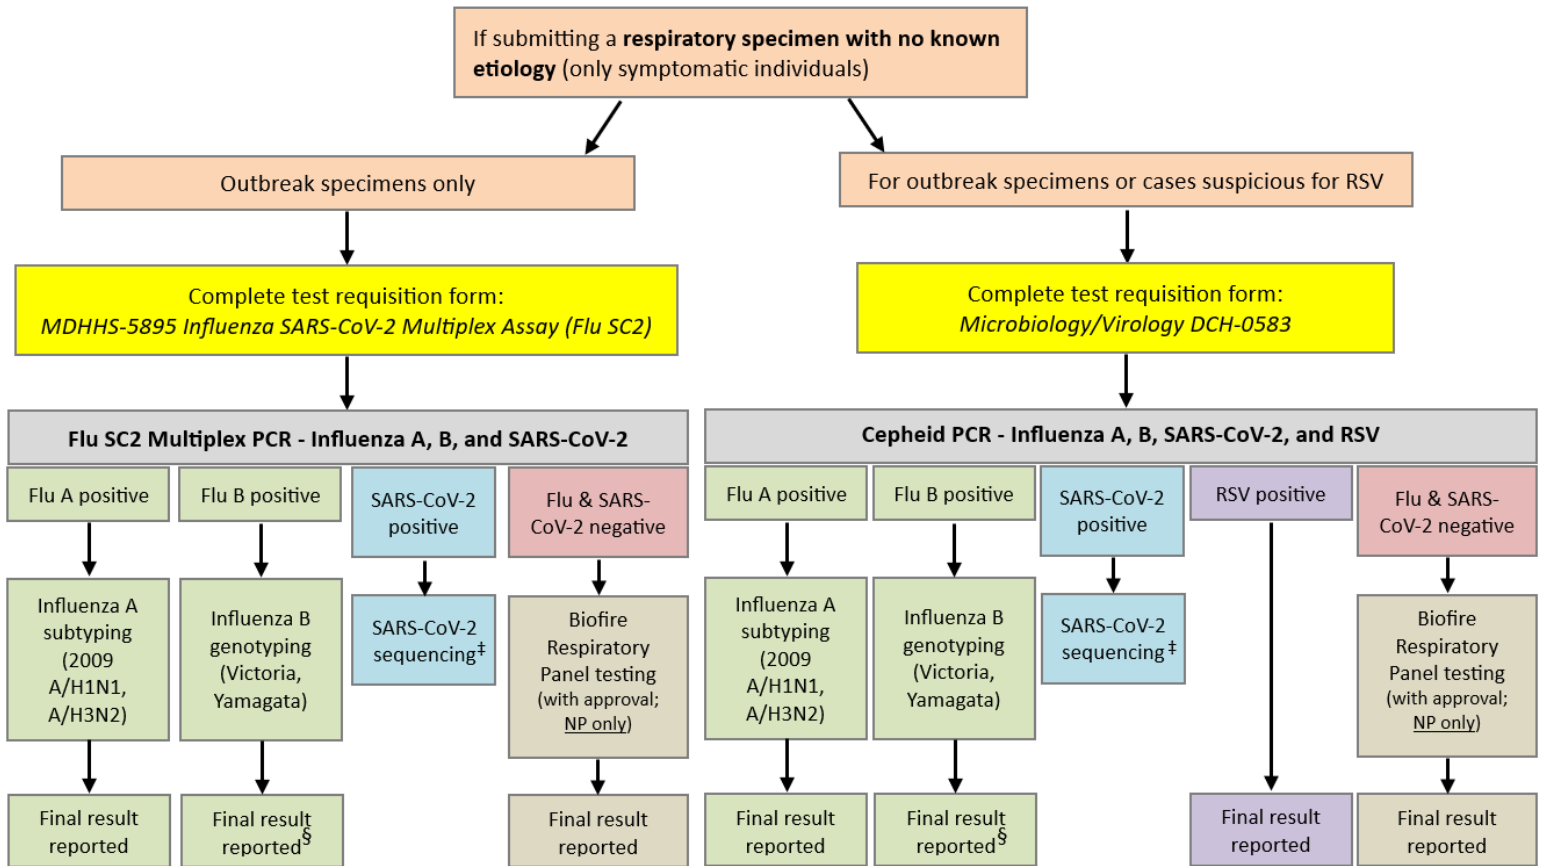 If submitting a respiratory specimen with no known
etiology (only symptomatic individuals)
Outbreak specimens only
For outbreak specimens or cases suspicious for RSV
Complete test requisition form:
MDHHS-5895 Influenza SARS-CoV-2 Multiplex Assay (Flu SC2)
Complete test requisition form:
Microbiology/Virology DCH-0583
Flu SC2 Multiplex PCR - Influenza A, B, and SARS-CoV-2
Flu A positive
Flu B positive
SARS-CoV-2
positive
Flu & SARS-
CoV-2 negative
Influenza A
subtyping
(2009
A/H1N1,
A/H3N2)
Influenza B
genotyping
(Victoria,
Yamagata)
SARS-CoV-2
sequencing‡
Biofire
Respiratory
Panel testing
(with approval;
NP only)
Final result
reported
Final result
reported§
Final result
reported
Cepheid PCR - Influenza A, B, SARS-CoV-2, and RSV
Flu A positive
Flu B positive
SARS-CoV-2
positive
RSV positive
Flu & SARS-
CoV-2 negative
Influenza A
subtyping
(2009
A/H1N1,
A/H3N2)
Influenza B
genotyping
(Victoria,
Yamagata)
SARS-CoV-2
sequencing‡
Biofire
Respiratory
Panel testing
(with approval;
NP only)
Final result
reported
Final result
reported§
Final result
reported
Final result
reported